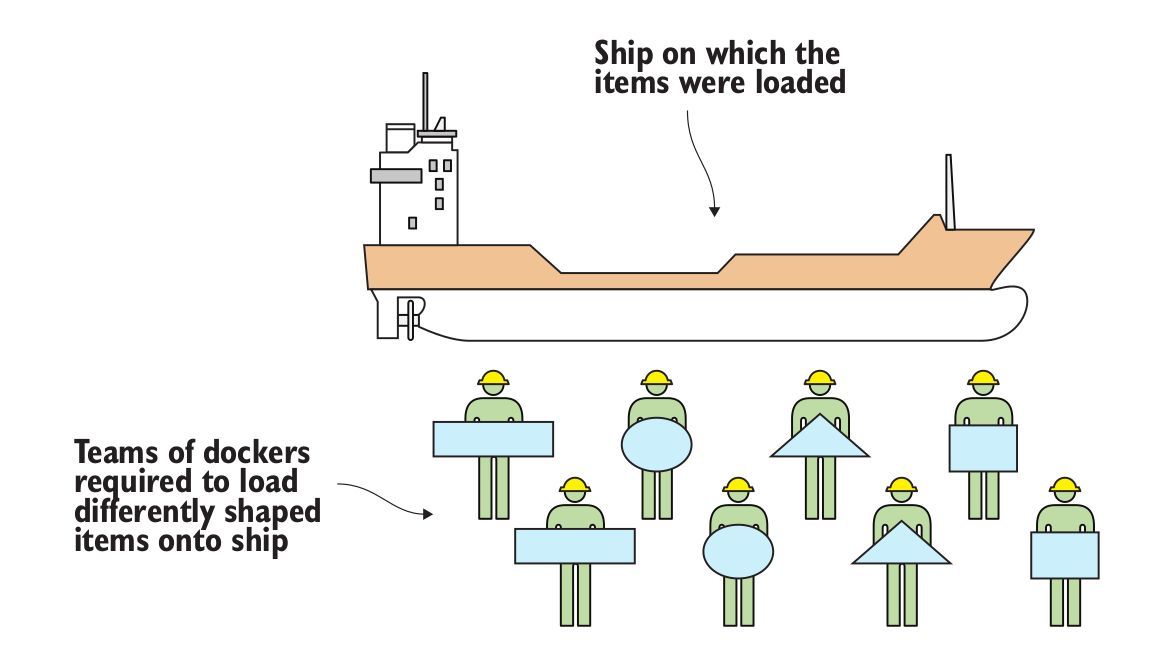 Ship on which the
items were loaded
Teams of dockers
required to load
differently shaped
items onto ship